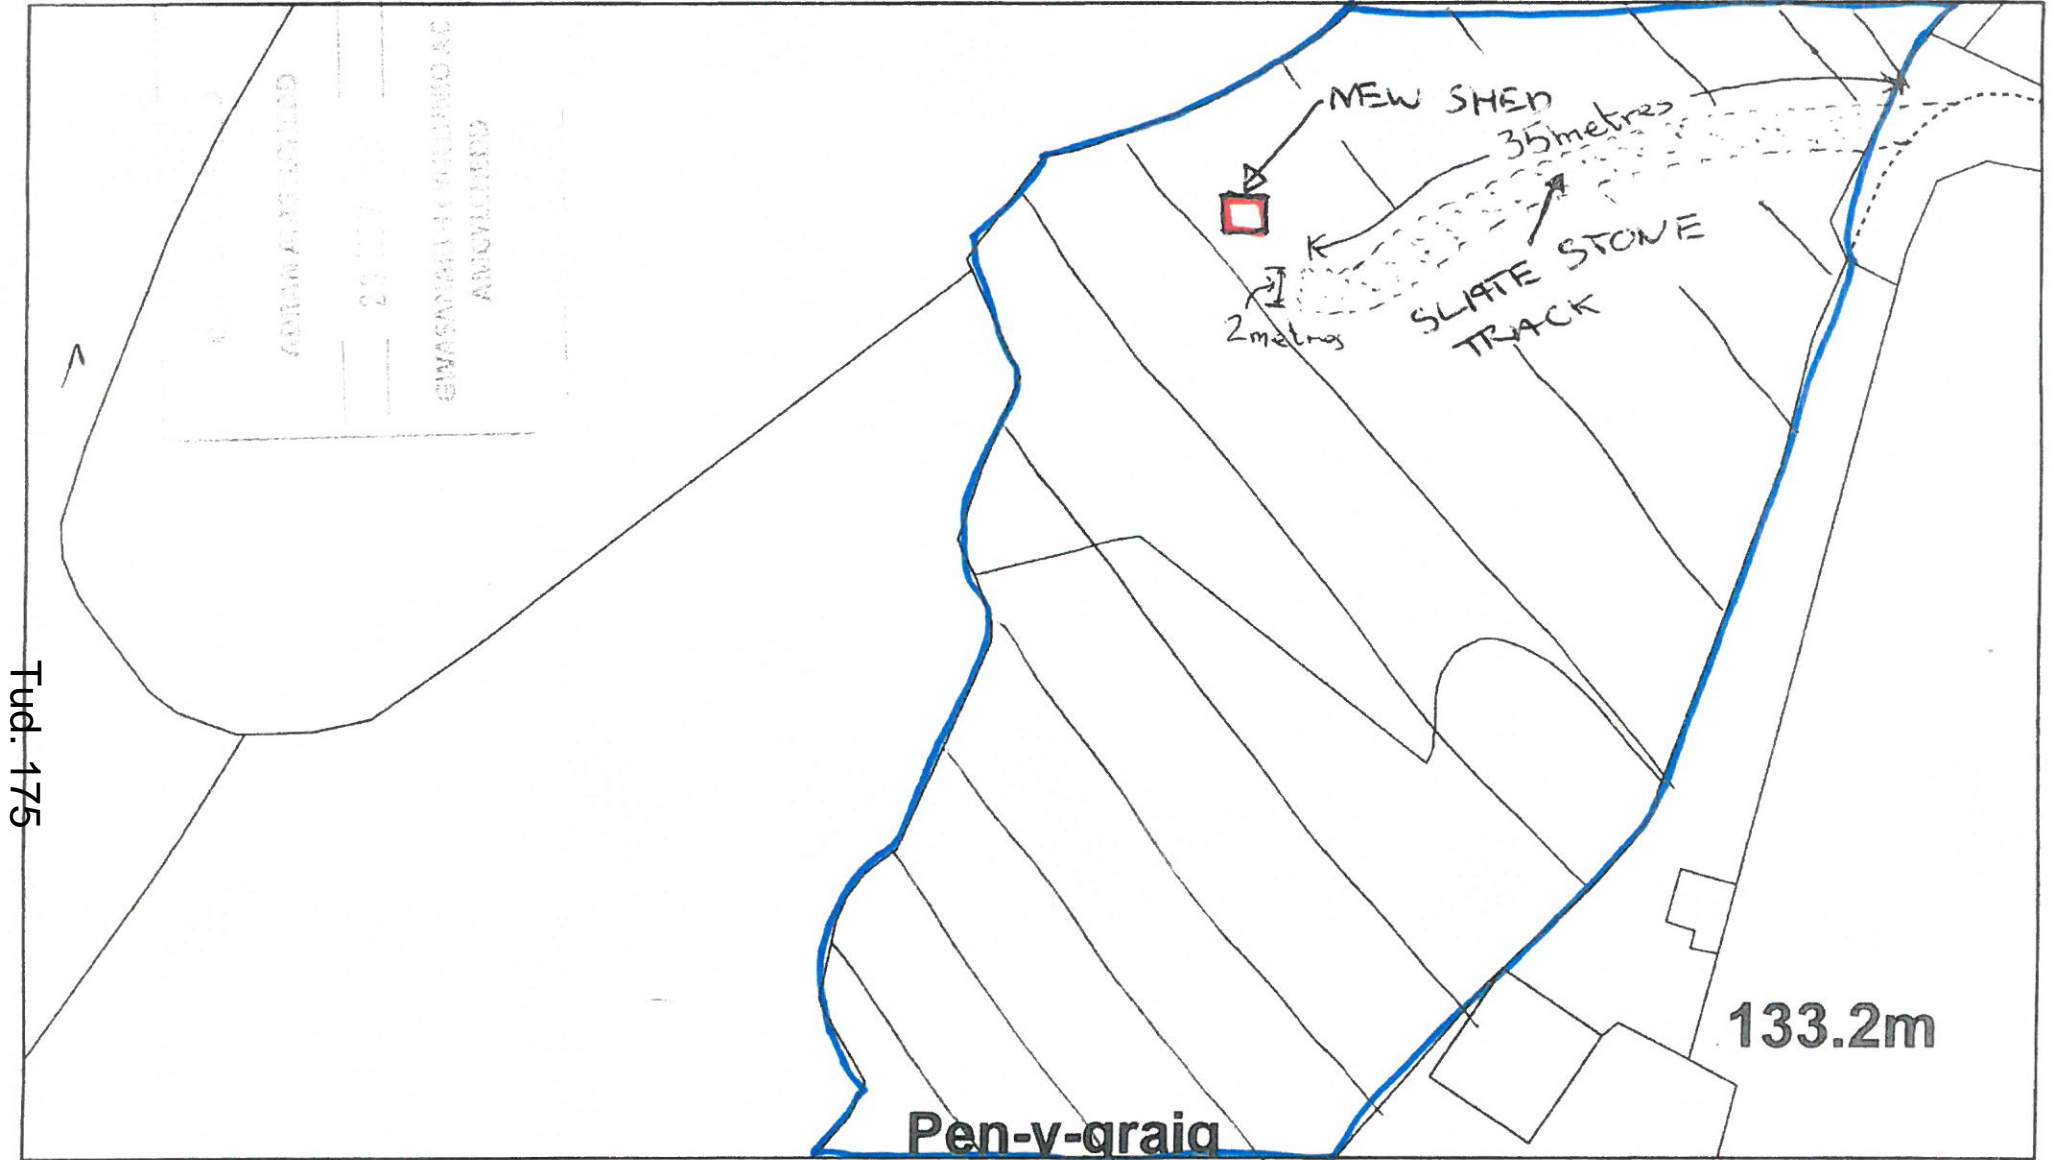 NEW SHED
35metres
SLATE STONE
TRACK
2metres
Tud. 175
133.2m
Pen-y-graig